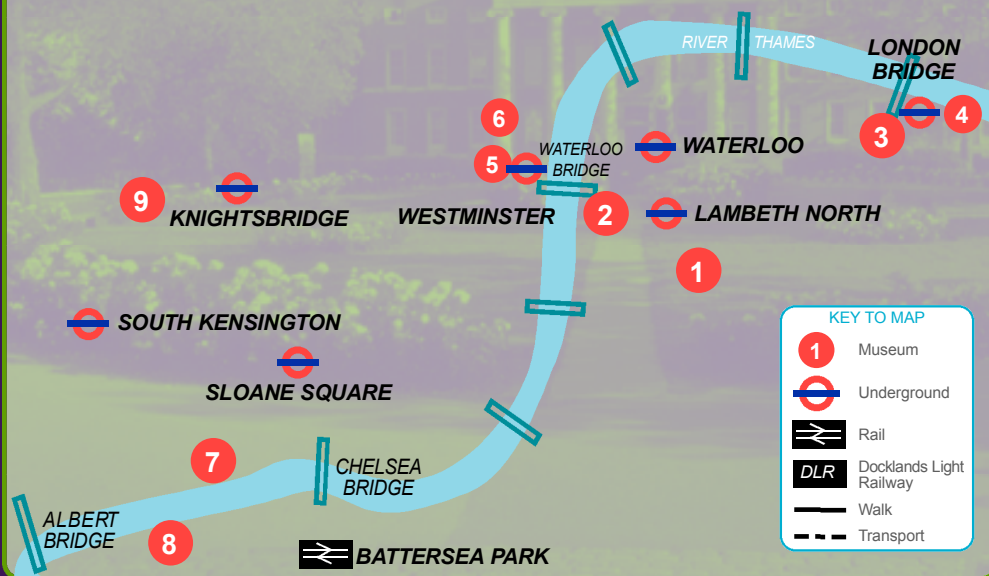 RIVER THAMES
LONDON
BRIDGE
4
3
6
WATERLOO
BRIDGE
WATERLOO
5
9
KNIGHTSBRIDGE
WESTMINSTER
2
LAMBETH NORTH
1
SOUTH KENSINGTON
SLOANE SQUARE
7
CHELSEA
BRIDGE
ALBERT
BRIDGE
8
BATTERSEA PARK
KEY TO MAP
1 Museum
Underground
Rail
DLR Docklands Light
Railway
Walk
Transport